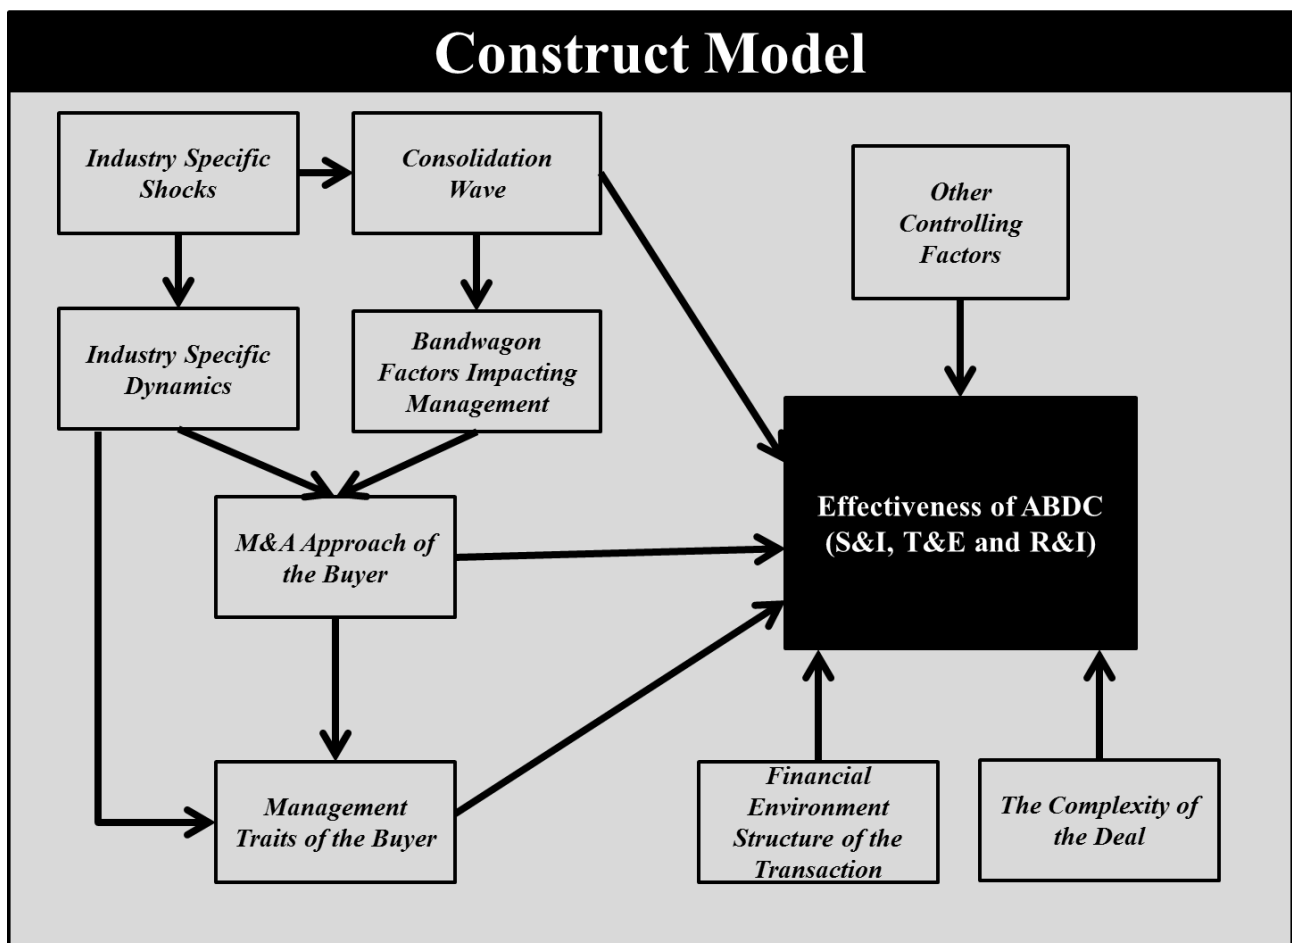 Construct Model
Industry Specific
Shocks
Consolidation
Wave
Other
Controlling
Factors
Industry Specific
Dynamics
Bandwagon
Factors Impacting
Management
Effectiveness of ABDC
(S&I, T&E and R&I)
M&A Approach of
the Buyer
Management
Traits of the Buyer
Financial
Environment
Structure of the
Transaction
The Complexity of
the Deal